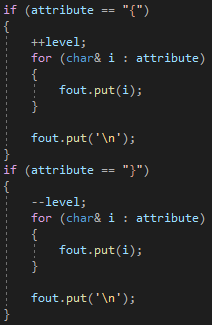 if (attribute == "{")
{
    ++level;
    for (char& i : attribute)
    {
        fout.put(i);
    }

    fout.put('\n');
}
if (attribute == "}")
{
    --level;
    for (char& i : attribute)
    {
        fout.put(i);
    }

    fout.put('\n');
}